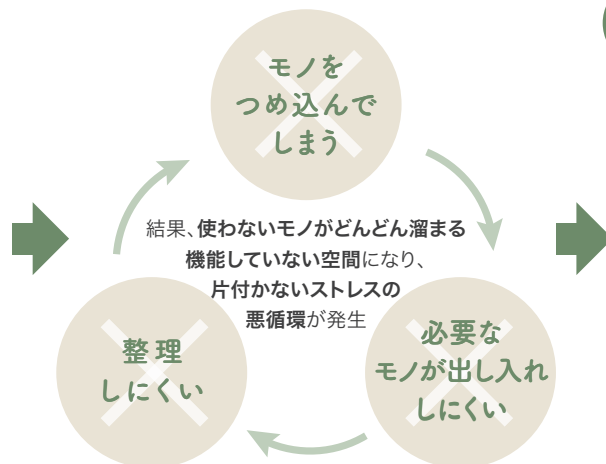 モノを
つめ込んで
しまう
結果、使わないモノがどんどん溜まる
機能していない空間になり、
片付かないストレスの
悪循環が発生
必要な
モノが出し入れ
しにくい
整理
しにくい